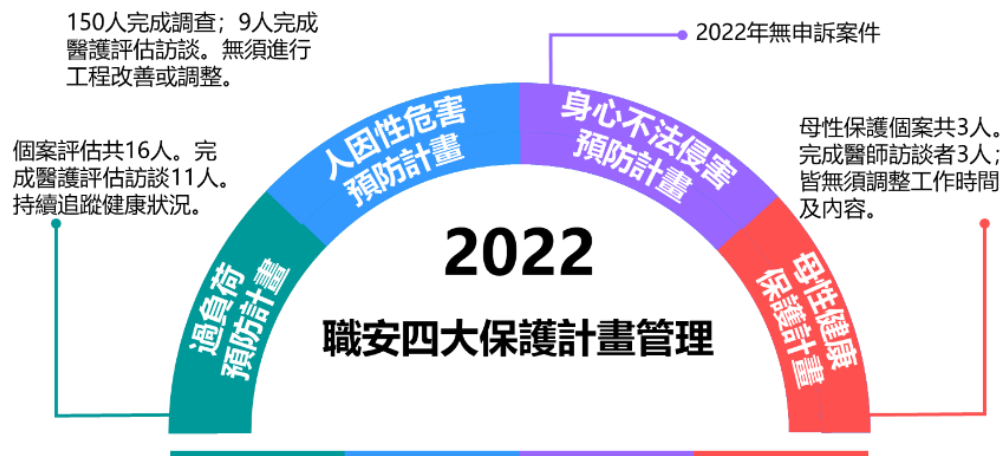 150人完成調查；9人完成
醫護評估訪談。無須進行
工程改善或調整。
2022年無申訴案件
個案評估共16人。完
成醫護評估訪談11人。
持續追蹤健康狀況。
母性保護個案共3人。
完成醫師訪談者3人；
皆無須調整工作時間
及內容。
過負荷
預防計畫
人因性危害
預防計畫
身心不法侵害
預防計畫
母性健康
保護計畫
2022
職安四大保護計畫管理